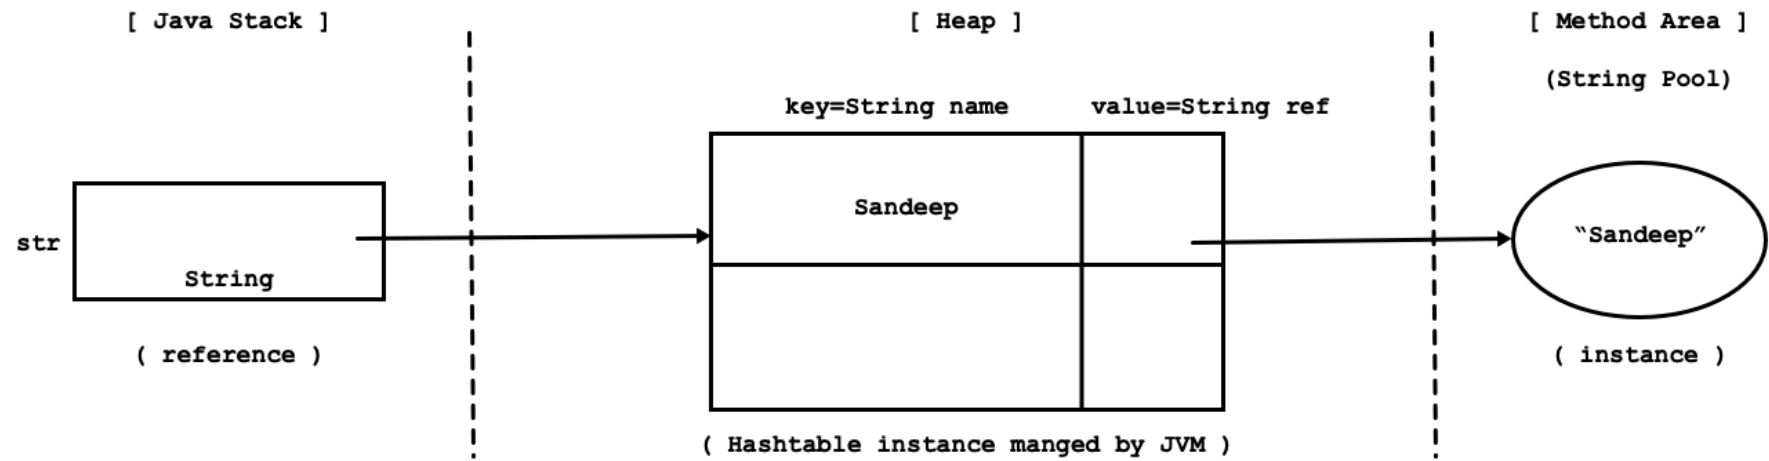 [ Java Stack ]
[ Heap ]
[ Method Area ]
(String Pool)
key=String name
value=String ref
Sandeep
“Sandeep”
str
String
( reference )
( instance )
( Hashtable instance manged by JVM )